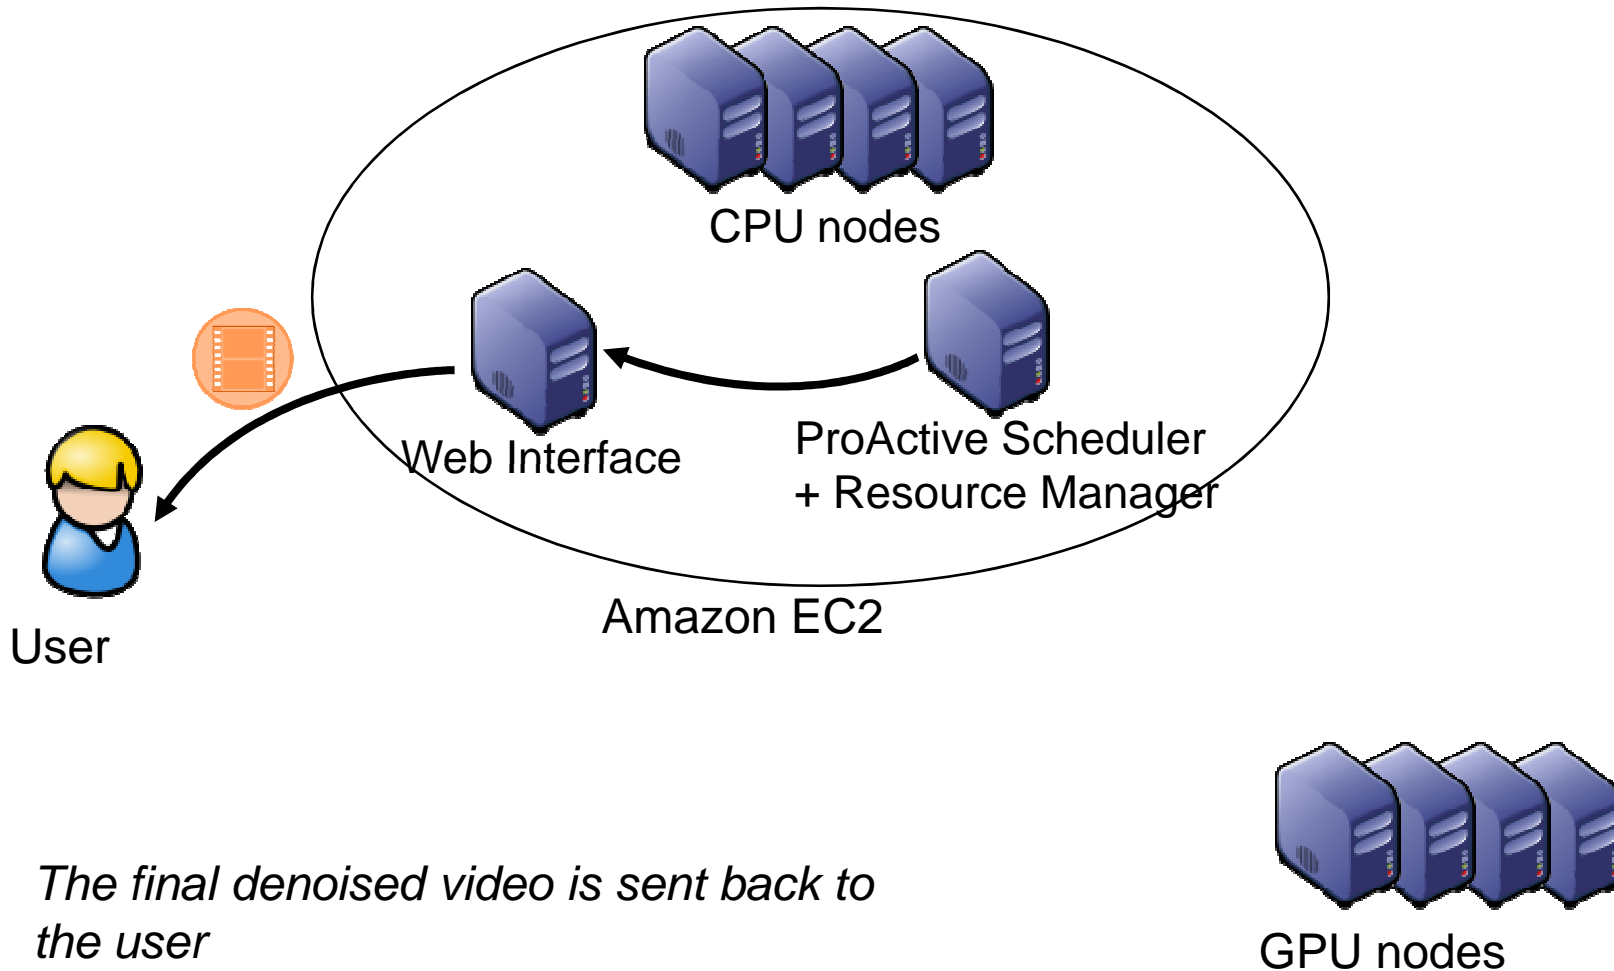 CPU nodes
Web Interface
ProActive Scheduler
+ Resource Manager
Amazon EC2
User
The final denoised video is sent back to
the user
GPU nodes